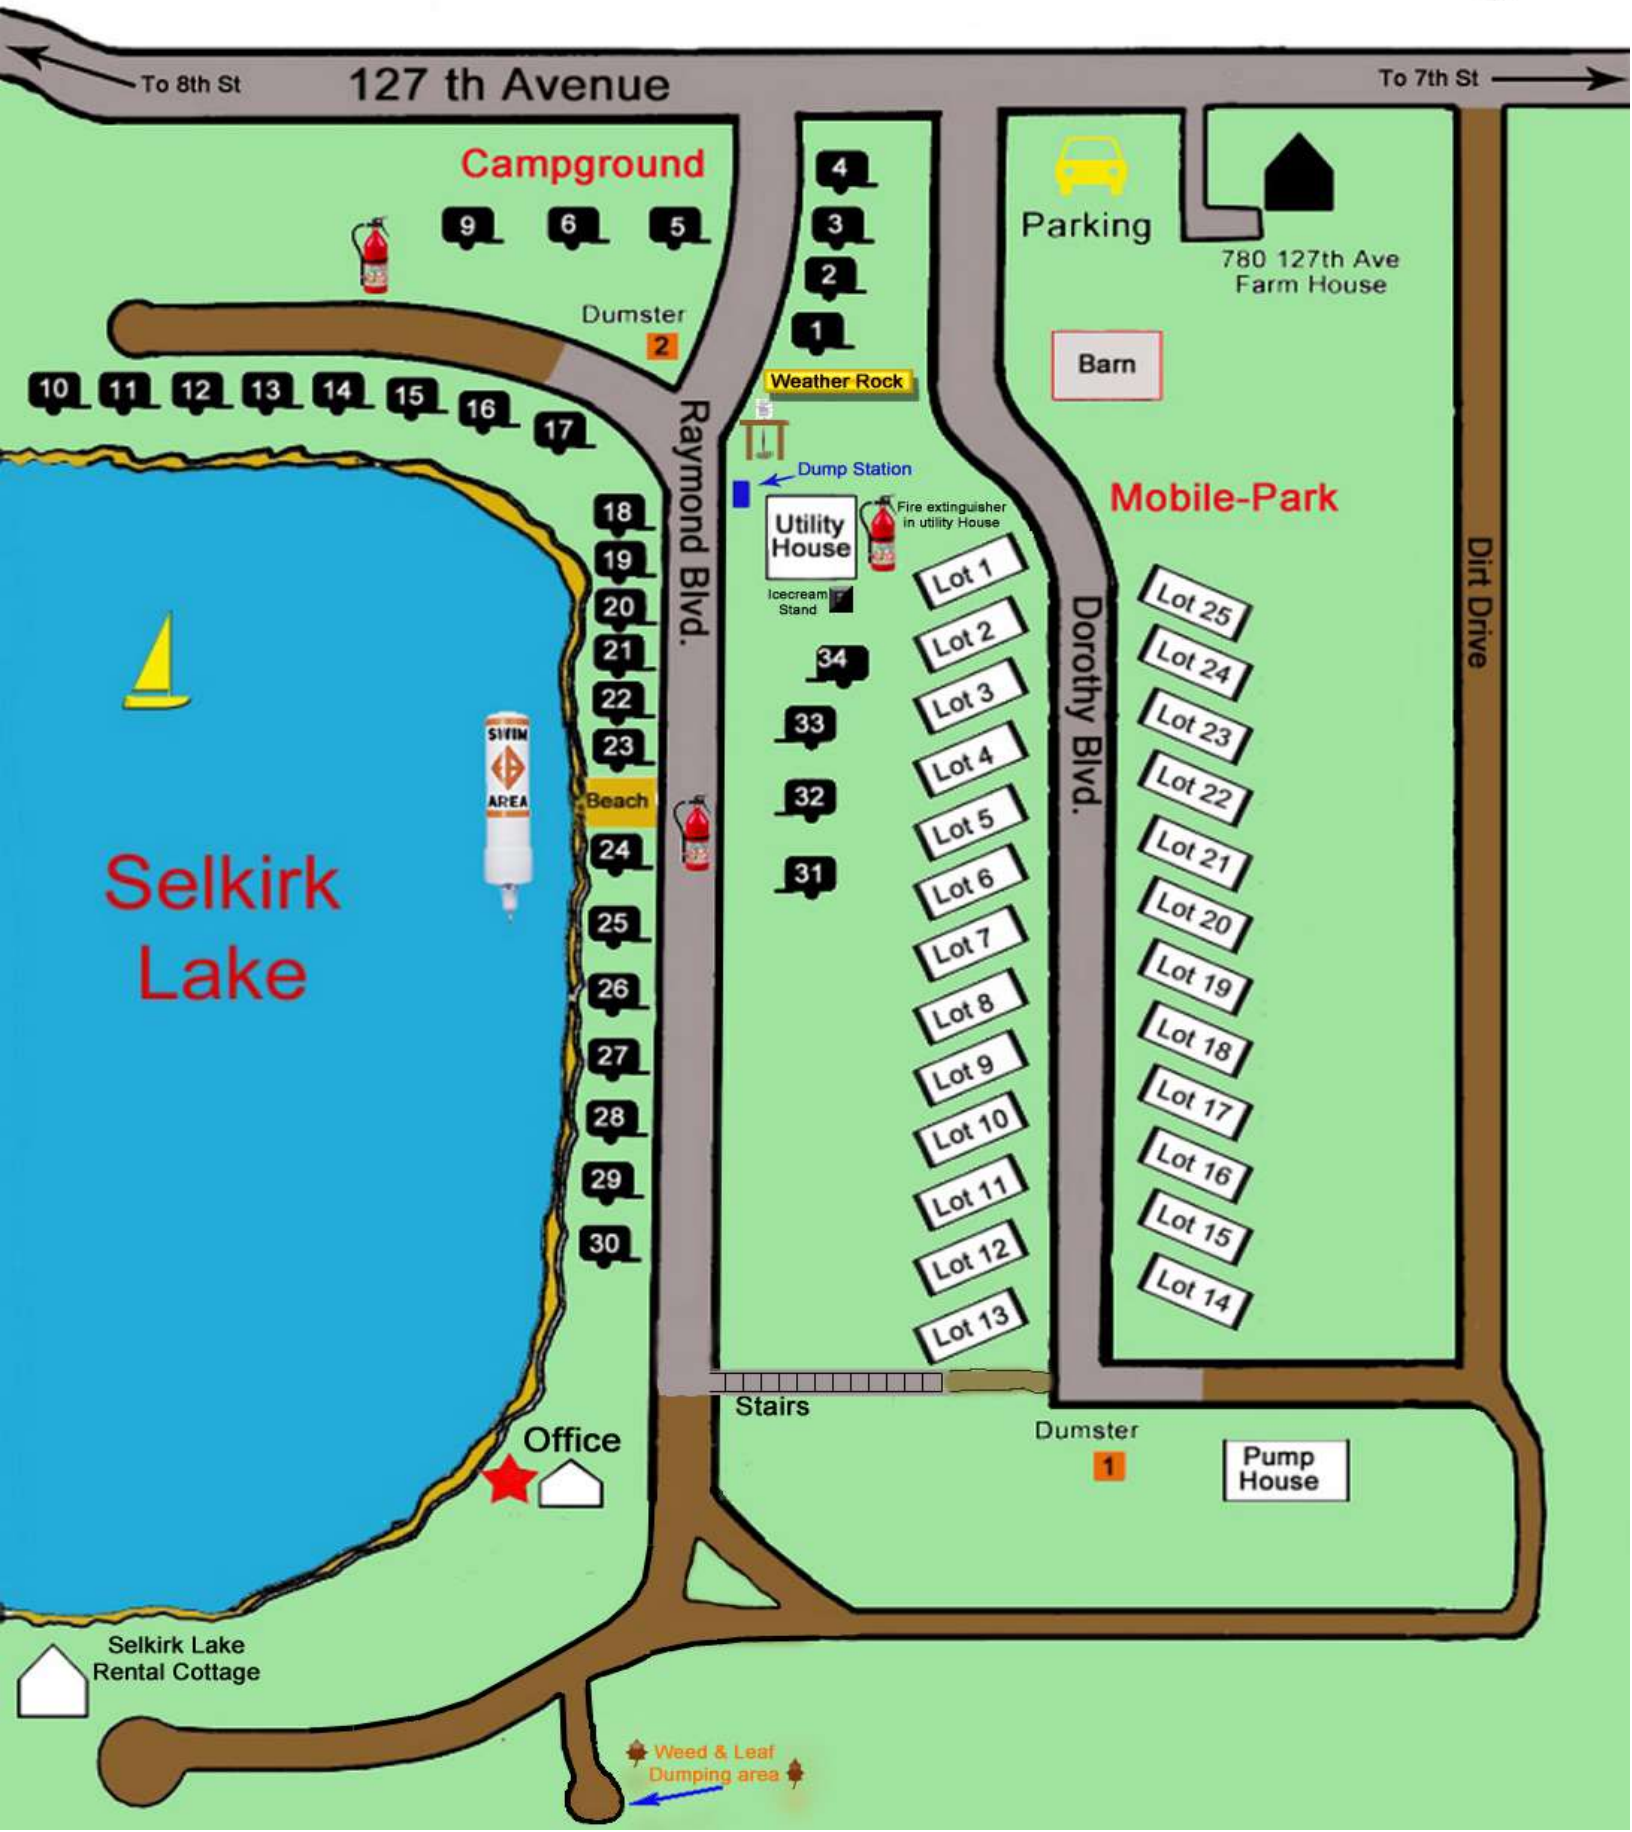 To 8th St
127 th Avenue
To 7th St
Campground
9
6
5
4
3
2
1
Parking
780 127th Ave
Farm House
Dumster
2
Barn
Weather Rock
10
11
12
13
14
15
16
17
Raymond Blvd.
Dump Station
Utility
House
Fire extinguisher
in utility House
Icecream
Stand
Mobile-Park
Dirt Drive
Dorothy Blvd.
18
19
20
21
22
23
Beach
24
25
26
27
28
29
30
34
33
32
31
SWIM
AREA
Selkirk
Lake
Lot 1
Lot 2
Lot 3
Lot 4
Lot 5
Lot 6
Lot 7
Lot 8
Lot 9
Lot 10
Lot 11
Lot 12
Lot 13
Lot 25
Lot 24
Lot 23
Lot 22
Lot 21
Lot 20
Lot 19
Lot 18
Lot 17
Lot 16
Lot 15
Lot 14
Stairs
Office
Dumster
1
Pump
House
Selkirk Lake
Rental Cottage
Weed & Leaf
Dumping area